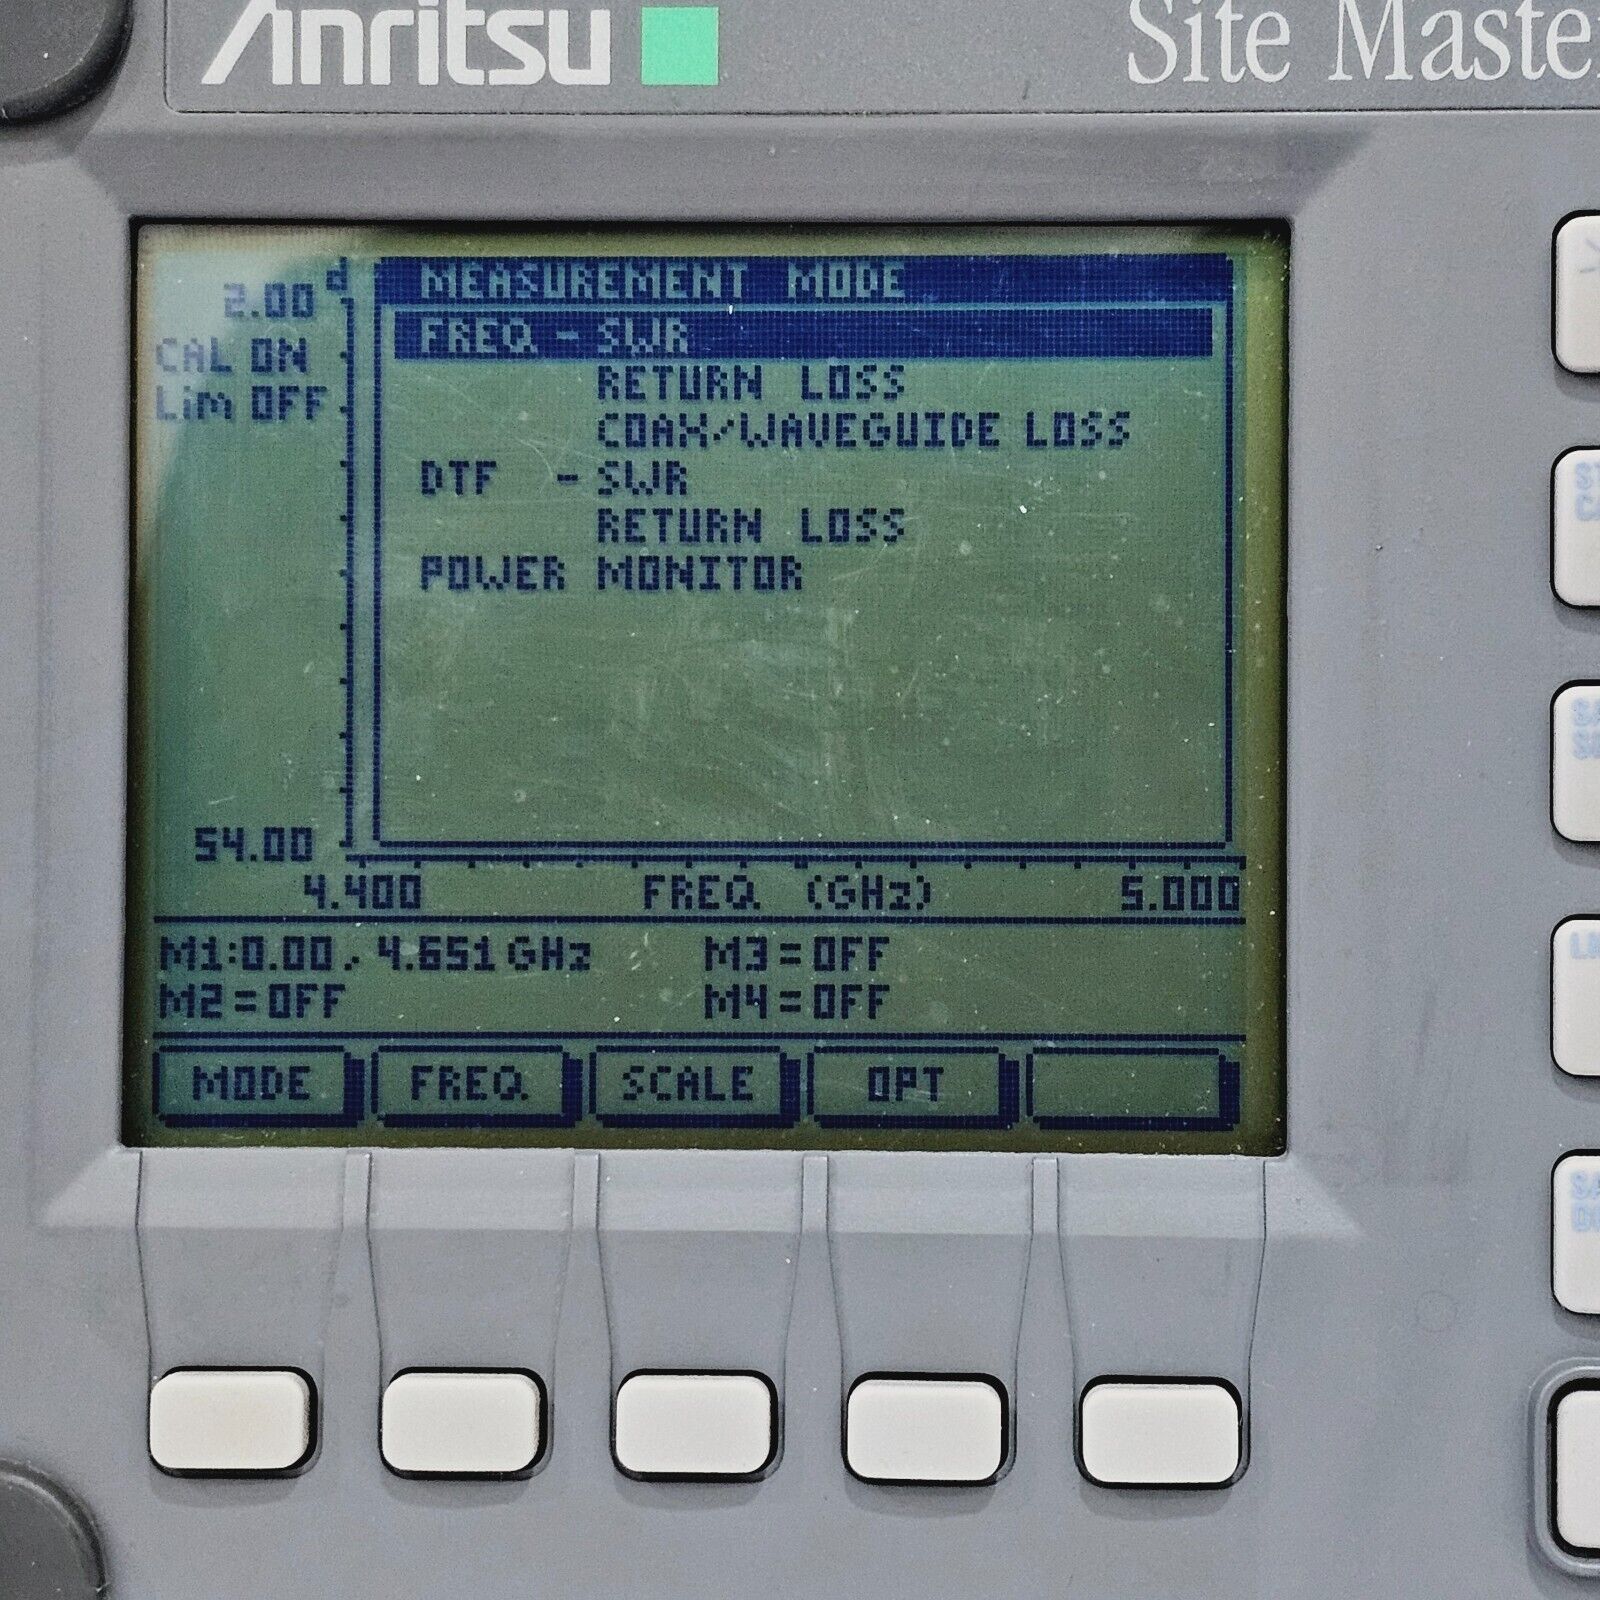 Anritsu
Site Master
d
2.00
CAL ON
LiM OFF
MEASUREMENT MODE
FREQ - SWR
RETURN LOSS
COAX/WAVEGUIDE LOSS
DTF - SWR
RETURN LOSS
POWER MONITOR
54.00
4.400 FREQ (GHz) 5.000
M1:0.00, 4.651 GHz M3=OFF
M2=OFF M4=OFF
MODE FREQ SCALE OPT